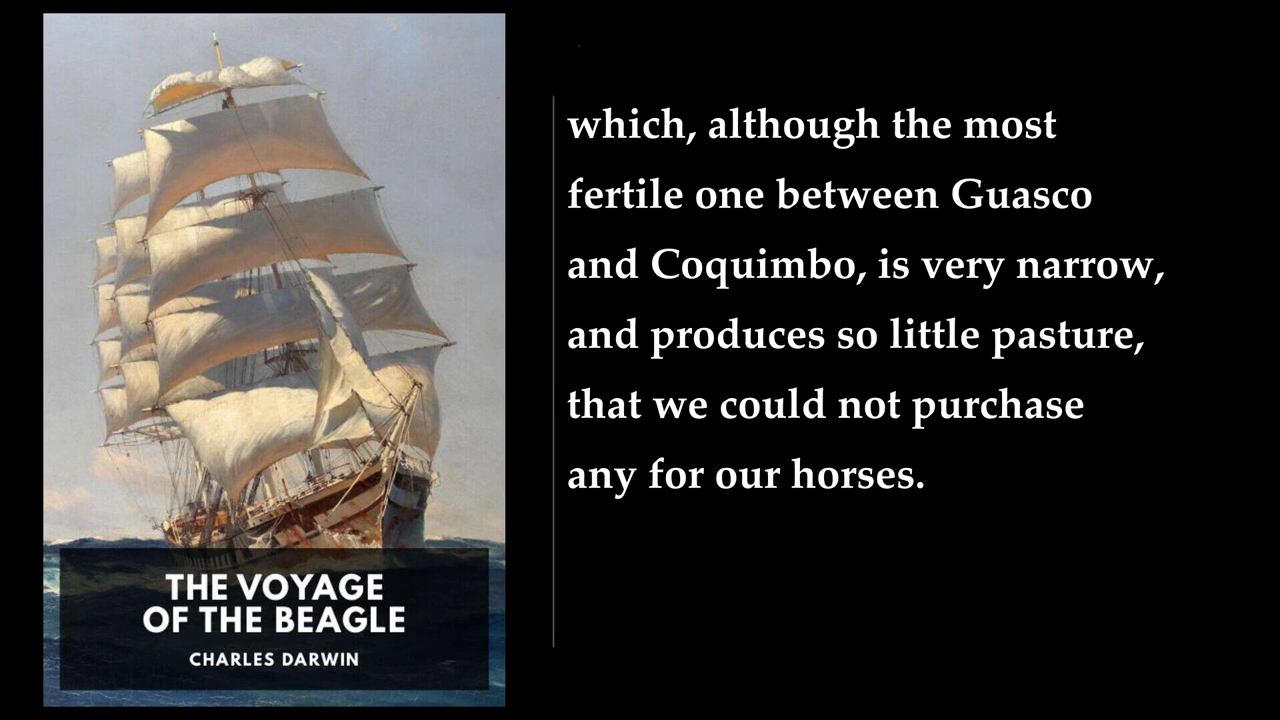 THE VOYAGE
OF THE BEAGLE
CHARLES DARWIN
which, although the most
fertile one between Guasco
and Coquimbo, is very narrow,
and produces so little pasture,
that we could not purchase
any for our horses.